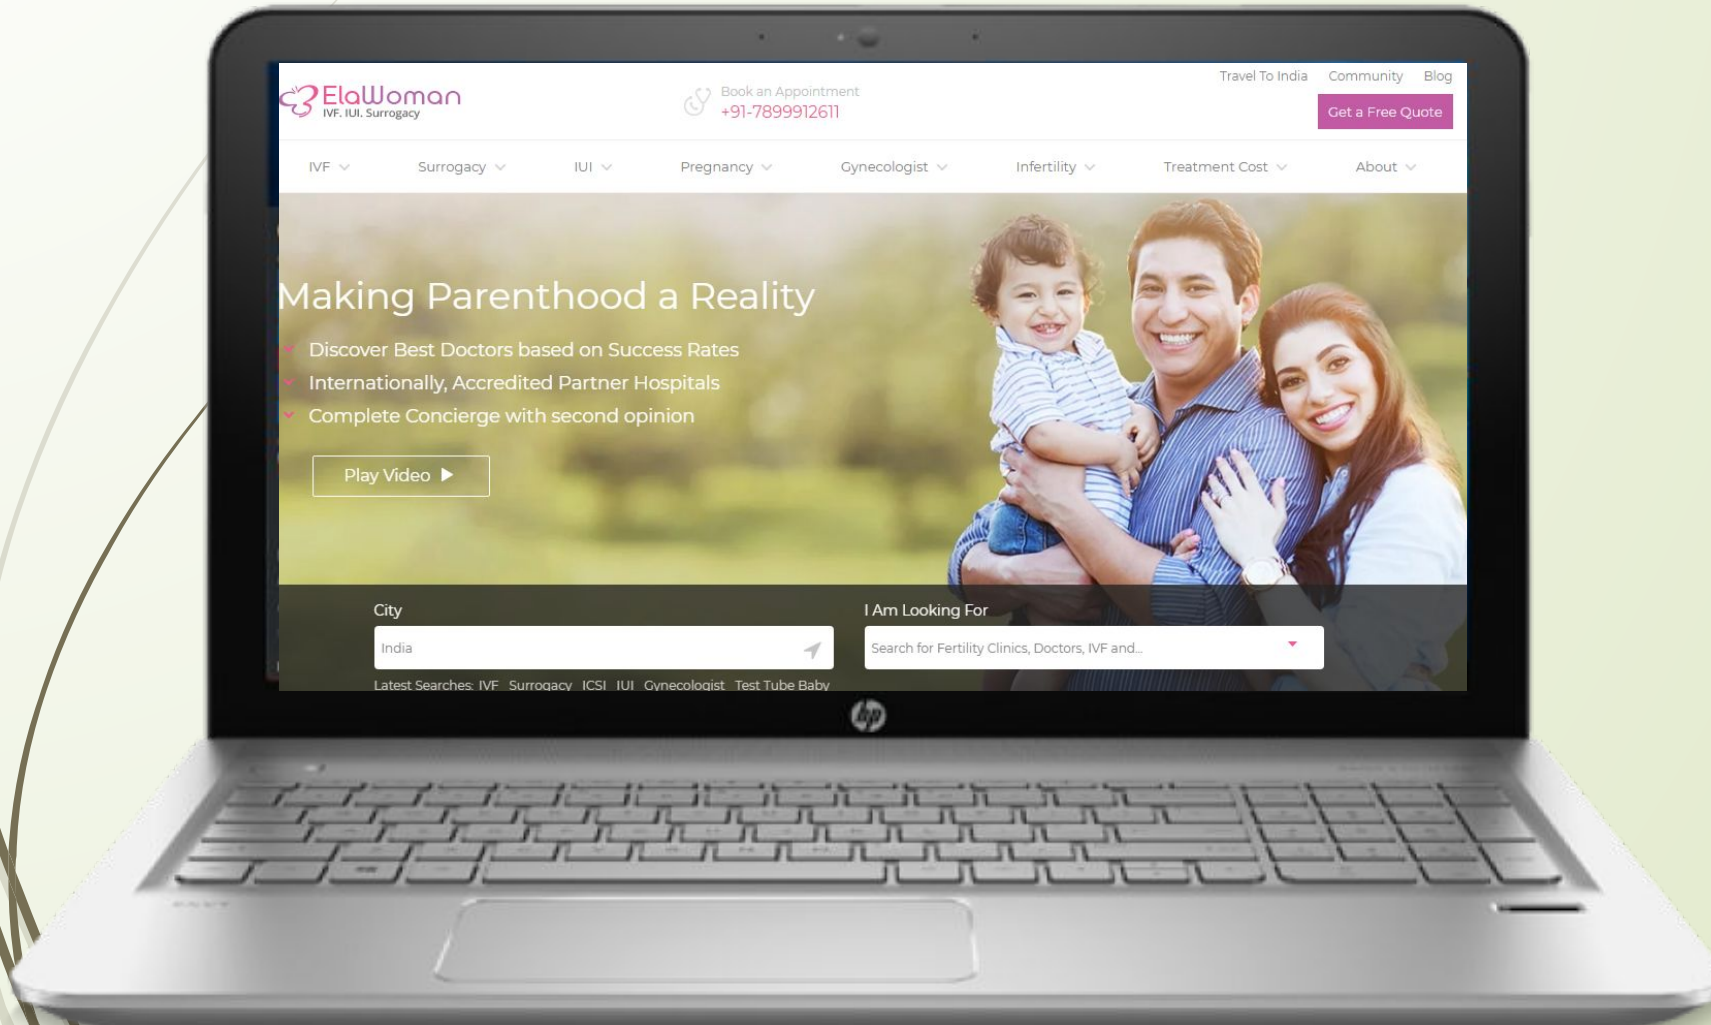 ElaWoman
IVF. IUI. Surrogacy
Book an Appointment
+91-7899912611
Travel To India Community Blog
Get a Free Quote
IVF Surrogacy IUI Pregnancy Gynecologist Infertility Treatment Cost About
Making Parenthood a Reality
Discover Best Doctors based on Success Rates
Internationally, Accredited Partner Hospitals
Complete Concierge with second opinion
Play Video
City
I Am Looking For
India
Search for Fertility Clinics, Doctors, IVF and...
Latest Searches: IVF Surrogacy ICSI IUI Gynecologist Test Tube Baby
hp